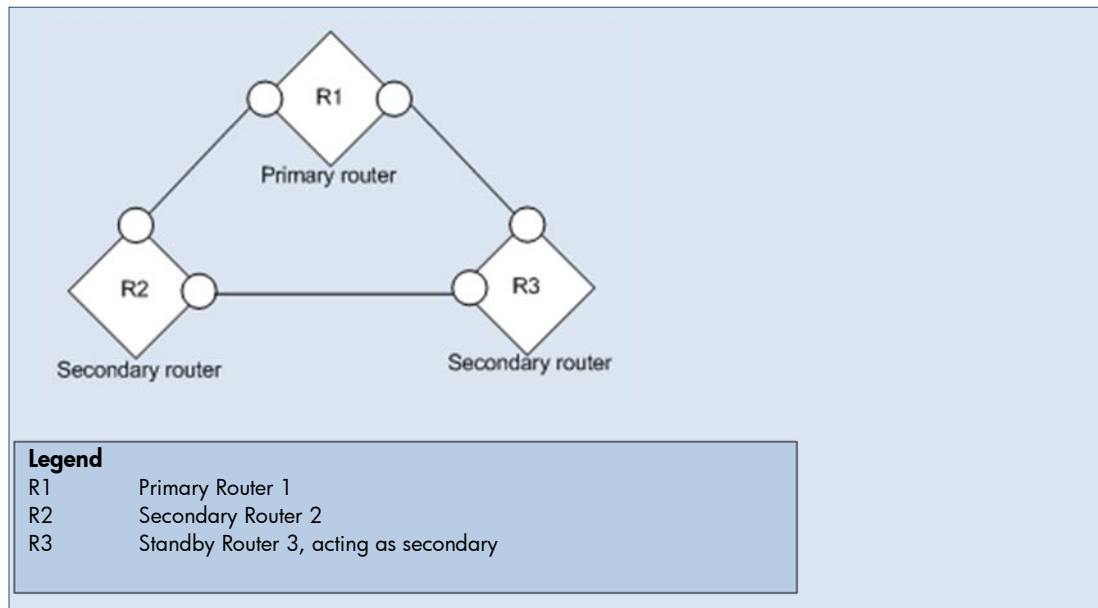 R1
Primary router
R2
R3
Secondary router
Secondary router
Legend
R1 Primary Router 1
R2 Secondary Router 2
R3 Standby Router 3, acting as secondary